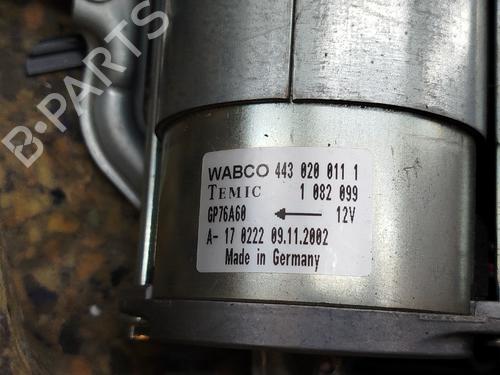 WABCO 443 020 011 1
TEMIC 1 082 099
GP76A60 12V
A- 17 0222 09.11.2002
Made in Germany
B-PARTS